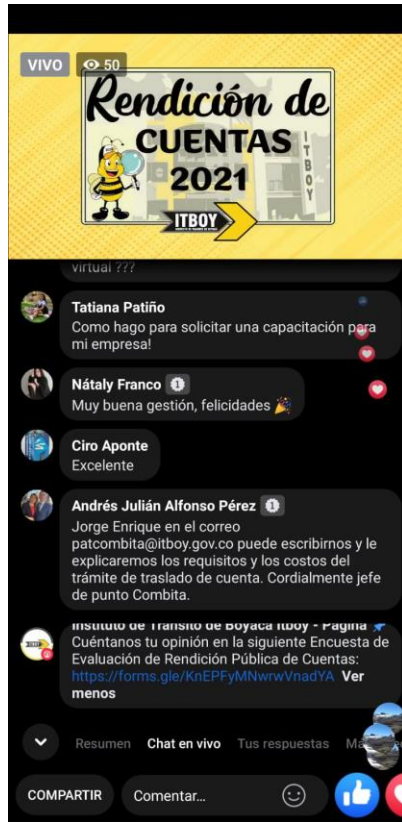 VIVO 50
Rendición de
CUENTAS
2021
ITBOY
ITBOY
virtual ???
Tatiana Patiño
Como hago para solicitar una capacitación para
mi empresa!
Nátaly Franco 1
Muy buena gestión, felicidades
Ciro Aponte
Excelente
Andrés Julián Alfonso Pérez 1
Jorge Enrique en el correo
patcombita@itboy.gov.co puede escribirnos y le
explicaremos los requisitos y los costos del
trámite de traslado de cuenta. Cordialmente jefe
de punto Combita.
Instituto de Tránsito de Boyacá Itboy - Pagina
Cuéntanos tu opinión en la siguiente Encuesta de
Evaluación de Rendición Pública de Cuentas:
https://forms.gle/KnEPFyMNwrwVnadYA Ver
menos
Resumen Chat en vivo Tus respuestas
COMPARTIR Comentar...